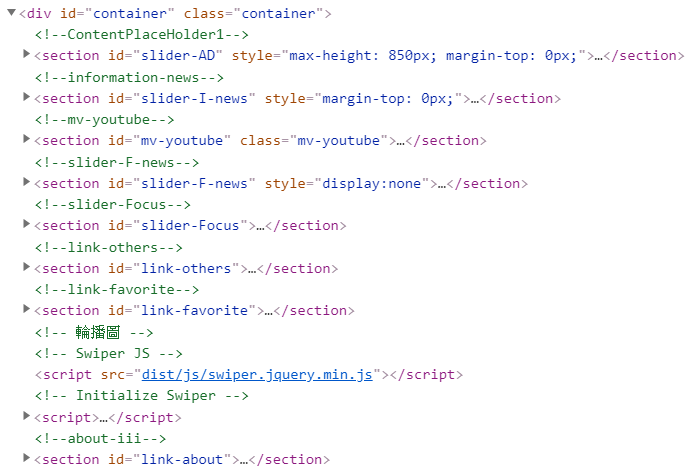 ▼<div id="container" class="container">
<!--ContentPlaceHolder1-->
▶<section id="slider-AD" style="max-height: 850px; margin-top: 0px;">…</section>
<!--information-news-->
▶<section id="slider-I-news" style="margin-top: 0px;">…</section>
<!--mv-youtube-->
▶<section id="mv-youtube" class="mv-youtube">…</section>
<!--slider-F-news-->
▶<section id="slider-F-news" style="display:none">…</section>
<!--slider-Focus-->
▶<section id="slider-Focus">…</section>
<!--link-others-->
▶<section id="link-others">…</section>
<!--link-favorite-->
▶<section id="link-favorite">…</section>
<!-- 輪播圖 -->
<!-- Swiper JS -->
<script src="dist/js/swiper.jquery.min.js"></script>
<!-- Initialize Swiper -->
▶<script>…</script>
<!--about-iii-->
▶<section id="link-about">…</section>